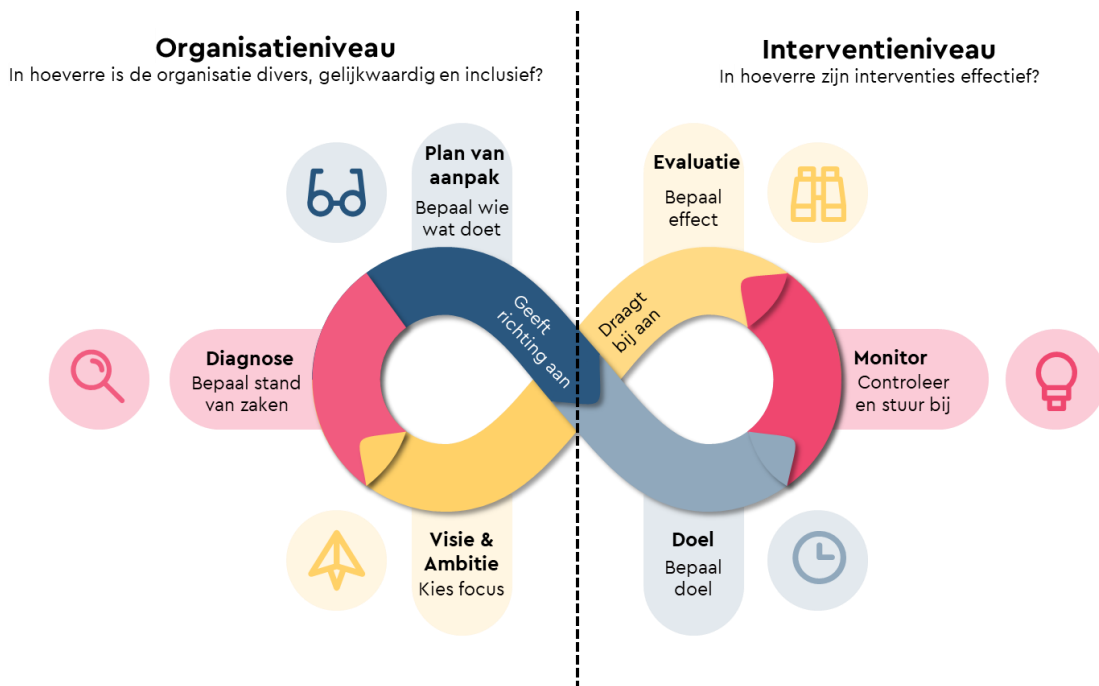 Organisatieniveau
In hoeverre is de organisatie divers, gelijkwaardig en inclusief?
Plan van
aanpak
Bepaal wie
wat doet
Geeft
richting aan
Diagnose
Bepaal stand
van zaken
Visie &
Ambitie
Kies focus
Interventieniveau
In hoeverre zijn interventies effectief?
Evaluatie
Bepaal
effect
Draagt
bij aan
Monitor
Controleer
en stuur bij
Doel
Bepaal
doel